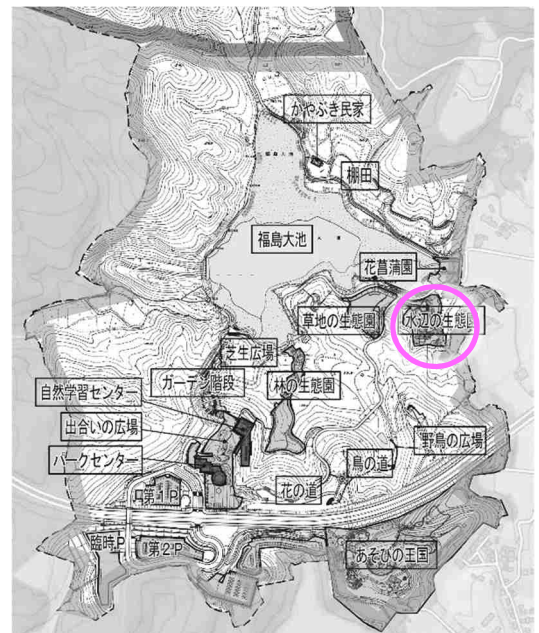 かやぶき民家
棚田
福島大池
花菖蒲園
草地の生態園
水辺の生態園
芝生広場
ガーデン階段
林の生態園
自然学習センター
出合いの広場
パークセンター
野鳥の広場
鳥の道
花の道
第1P
臨時P
第2P
あそびの王国